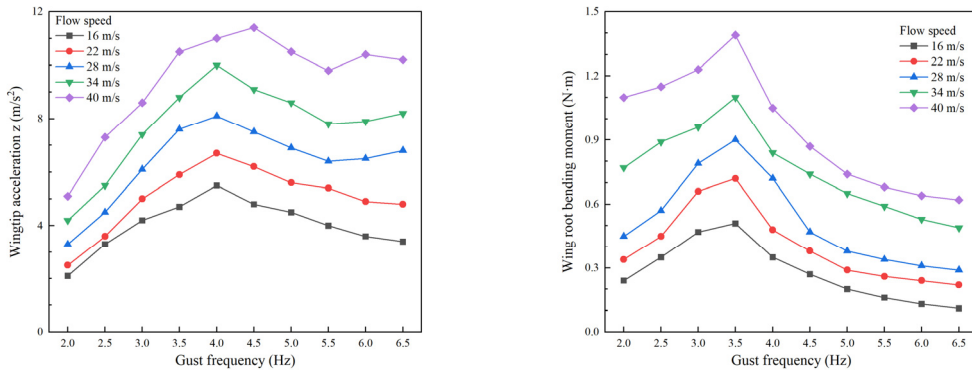 Flow speed
16 m/s
22 m/s
28 m/s
34 m/s
40 m/s
12
8
4
0
Wingtip acceleration z (m/s²)
2.0 2.5 3.0 3.5 4.0 4.5 5.0 5.5 6.0 6.5
Gust frequency (Hz)
Flow speed
16 m/s
22 m/s
28 m/s
34 m/s
40 m/s
1.5
1.2
0.9
0.6
0.3
0.0
Wing root bending moment (N·m)
2.0 2.5 3.0 3.5 4.0 4.5 5.0 5.5 6.0 6.5
Gust frequency (Hz)